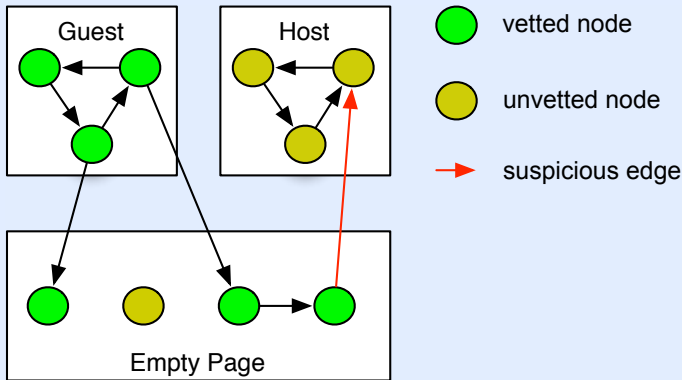 Guest
Host
vetted node
unvetted node
suspicious edge
Empty Page